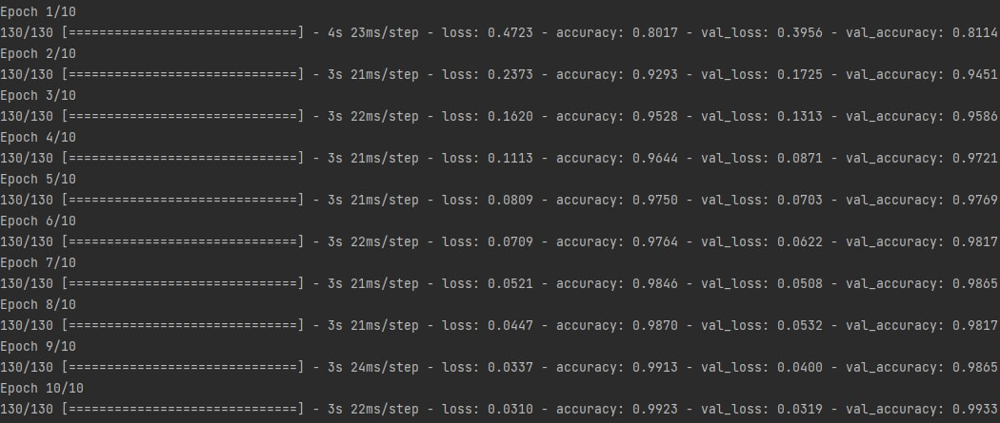 Epoch 1/10
130/130 [==============================] - 4s 23ms/step - loss: 0.4723 - accuracy: 0.8017 - val_loss: 0.3956 - val_accuracy: 0.8114
Epoch 2/10
130/130 [==============================] - 3s 21ms/step - loss: 0.2373 - accuracy: 0.9293 - val_loss: 0.1725 - val_accuracy: 0.9451
Epoch 3/10
130/130 [==============================] - 3s 22ms/step - loss: 0.1620 - accuracy: 0.9528 - val_loss: 0.1313 - val_accuracy: 0.9586
Epoch 4/10
130/130 [==============================] - 3s 21ms/step - loss: 0.1113 - accuracy: 0.9644 - val_loss: 0.0871 - val_accuracy: 0.9721
Epoch 5/10
130/130 [==============================] - 3s 21ms/step - loss: 0.0809 - accuracy: 0.9750 - val_loss: 0.0703 - val_accuracy: 0.9769
Epoch 6/10
130/130 [==============================] - 3s 22ms/step - loss: 0.0709 - accuracy: 0.9764 - val_loss: 0.0622 - val_accuracy: 0.9817
Epoch 7/10
130/130 [==============================] - 3s 21ms/step - loss: 0.0521 - accuracy: 0.9846 - val_loss: 0.0508 - val_accuracy: 0.9865
Epoch 8/10
130/130 [==============================] - 3s 21ms/step - loss: 0.0447 - accuracy: 0.9870 - val_loss: 0.0532 - val_accuracy: 0.9817
Epoch 9/10
130/130 [==============================] - 3s 24ms/step - loss: 0.0337 - accuracy: 0.9913 - val_loss: 0.0400 - val_accuracy: 0.9865
Epoch 10/10
130/130 [==============================] - 3s 22ms/step - loss: 0.0310 - accuracy: 0.9923 - val_loss: 0.0319 - val_accuracy: 0.9933